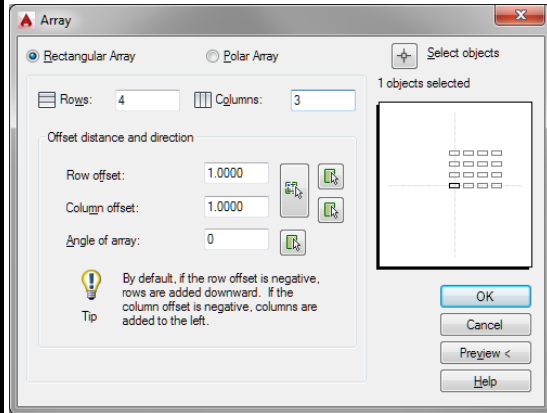 Array
Rectangular Array
Polar Array
Select objects
1 objects selected
Rows: 4
Columns: 3
Offset distance and direction
Row offset: 1.0000
Column offset: 1.0000
Angle of array: 0
By default, if the row offset is negative,
rows are added downward. If the
column offset is negative, columns are
added to the left.
Tip
OK
Cancel
Preview <
Help